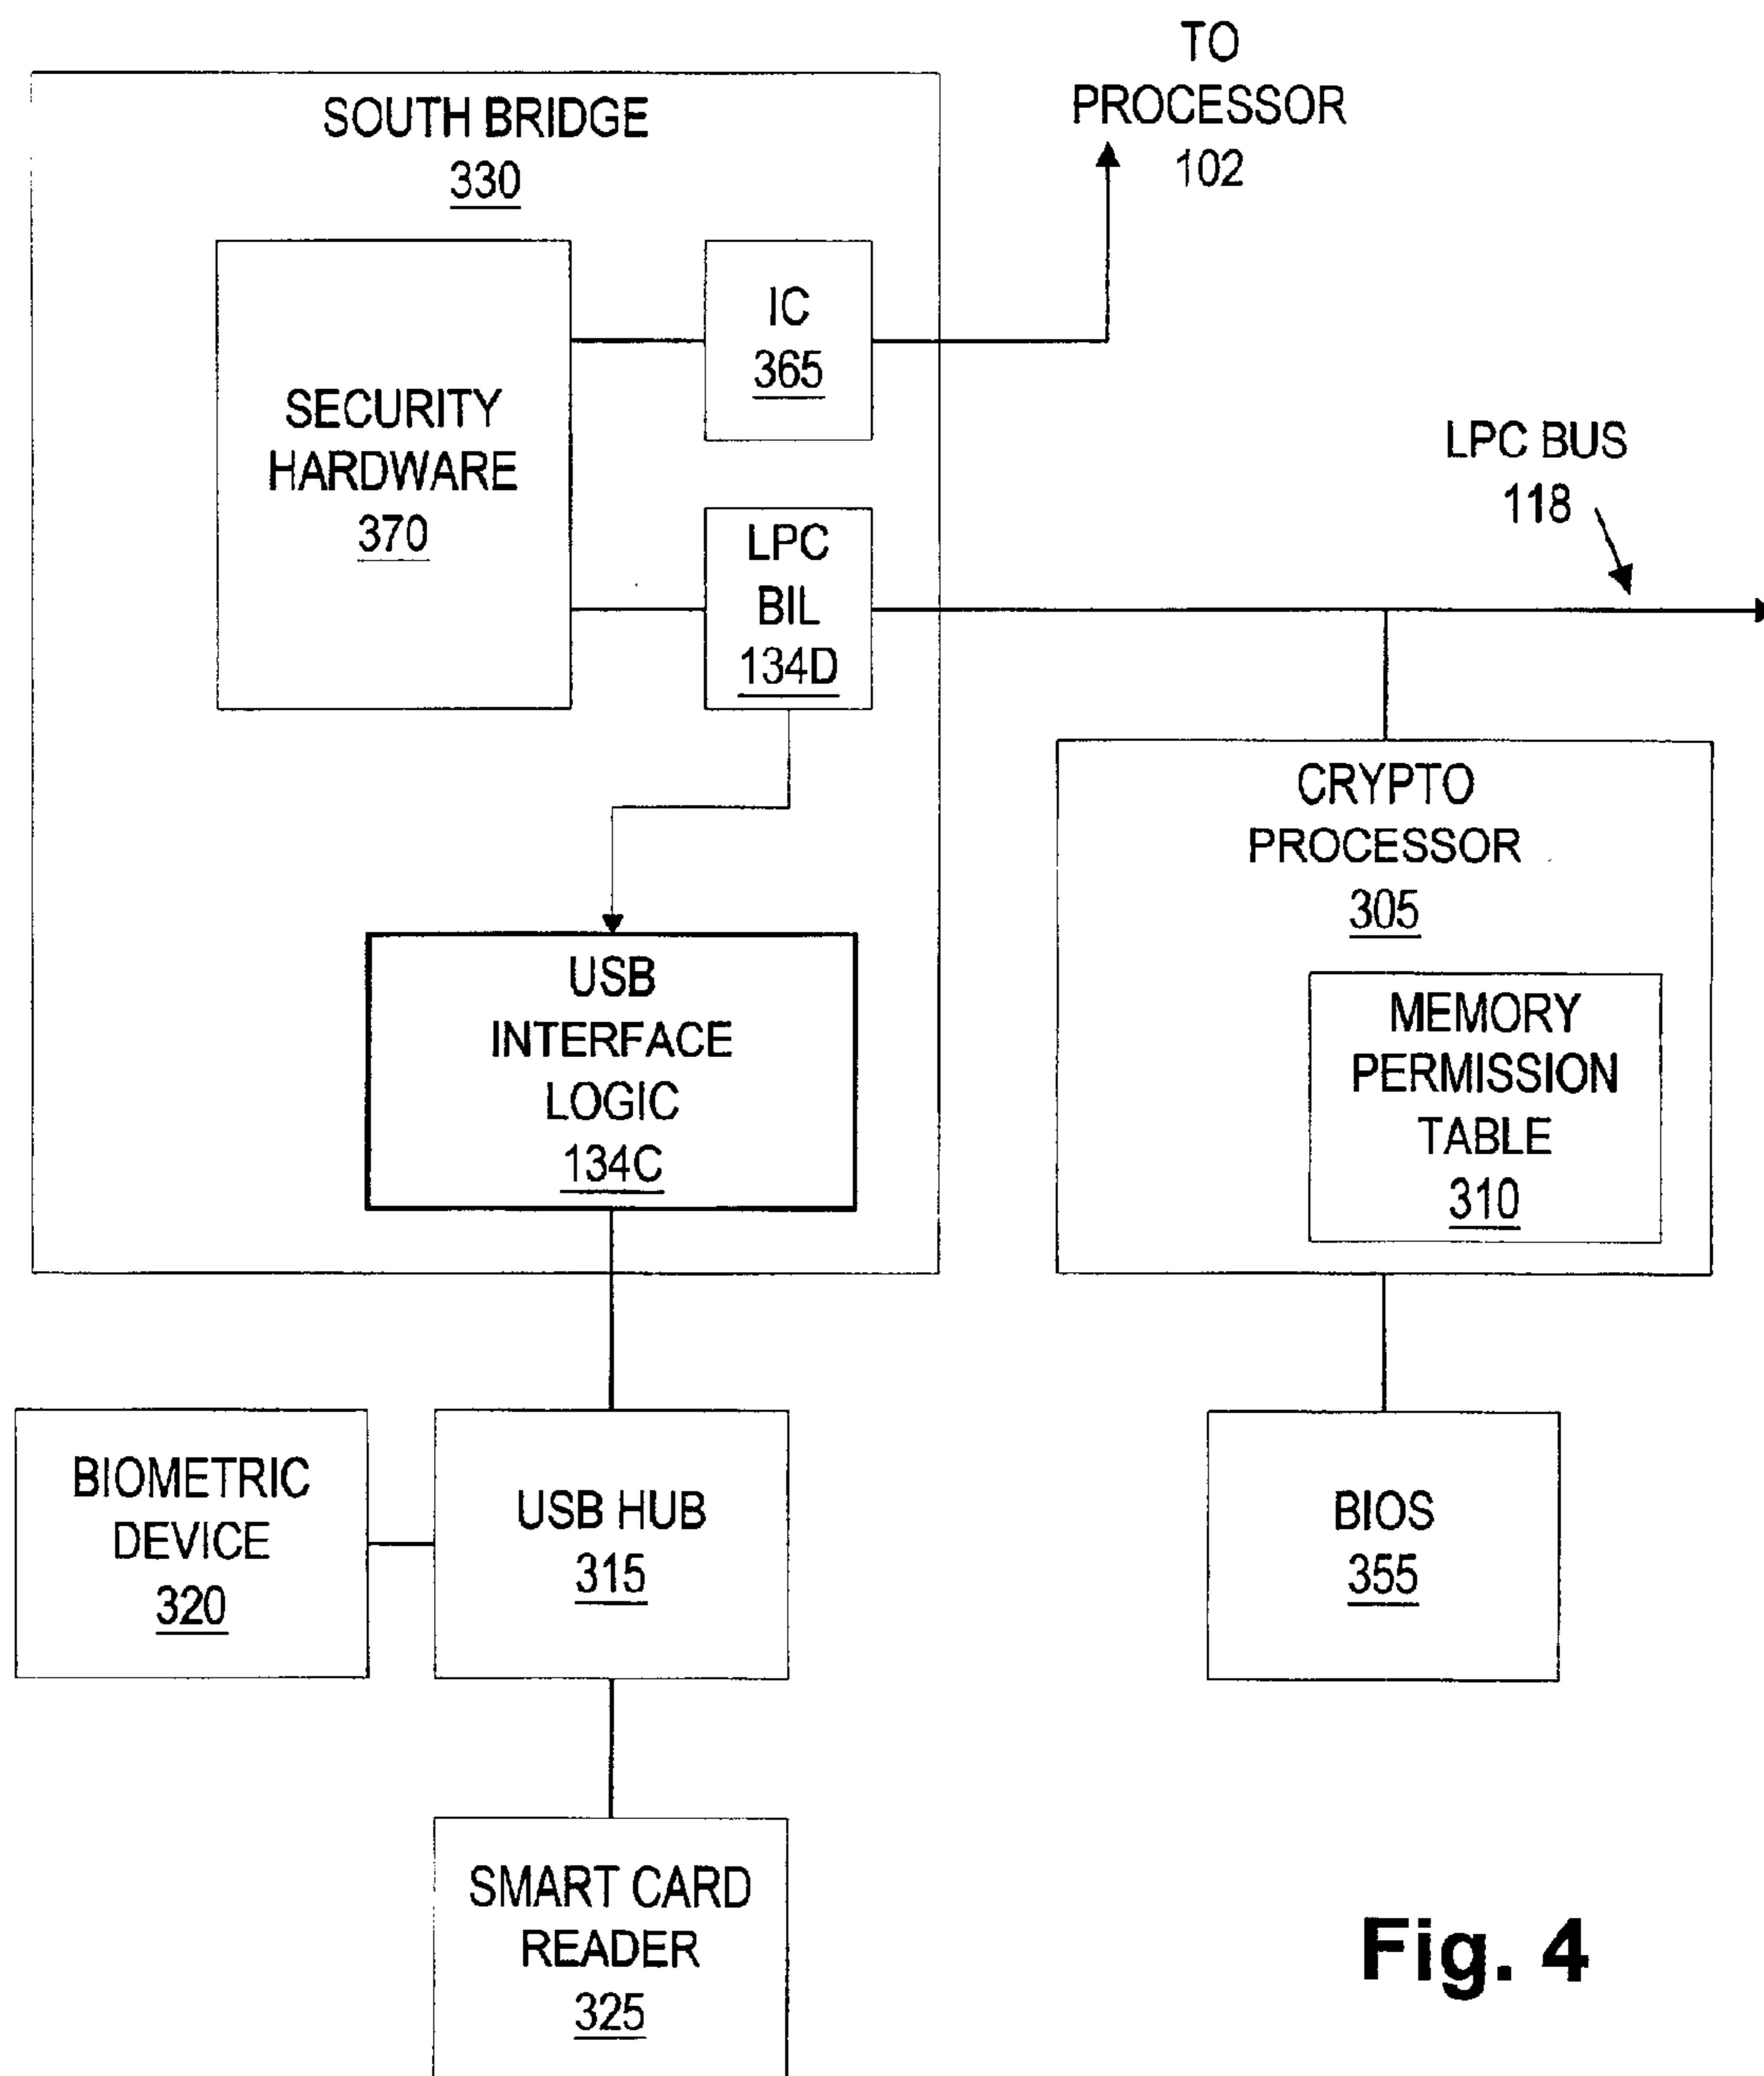 TO
PROCESSOR
102
SOUTH BRIDGE
330
IC
365
SECURITY
HARDWARE
370
LPC
BIL
134D
LPC BUS
118
CRYPTO
PROCESSOR
305
USB
INTERFACE
LOGIC
134C
MEMORY
PERMISSION
TABLE
310
BIOMETRIC
DEVICE
320
USB HUB
315
BIOS
355
SMART CARD
READER
325
Fig. 4